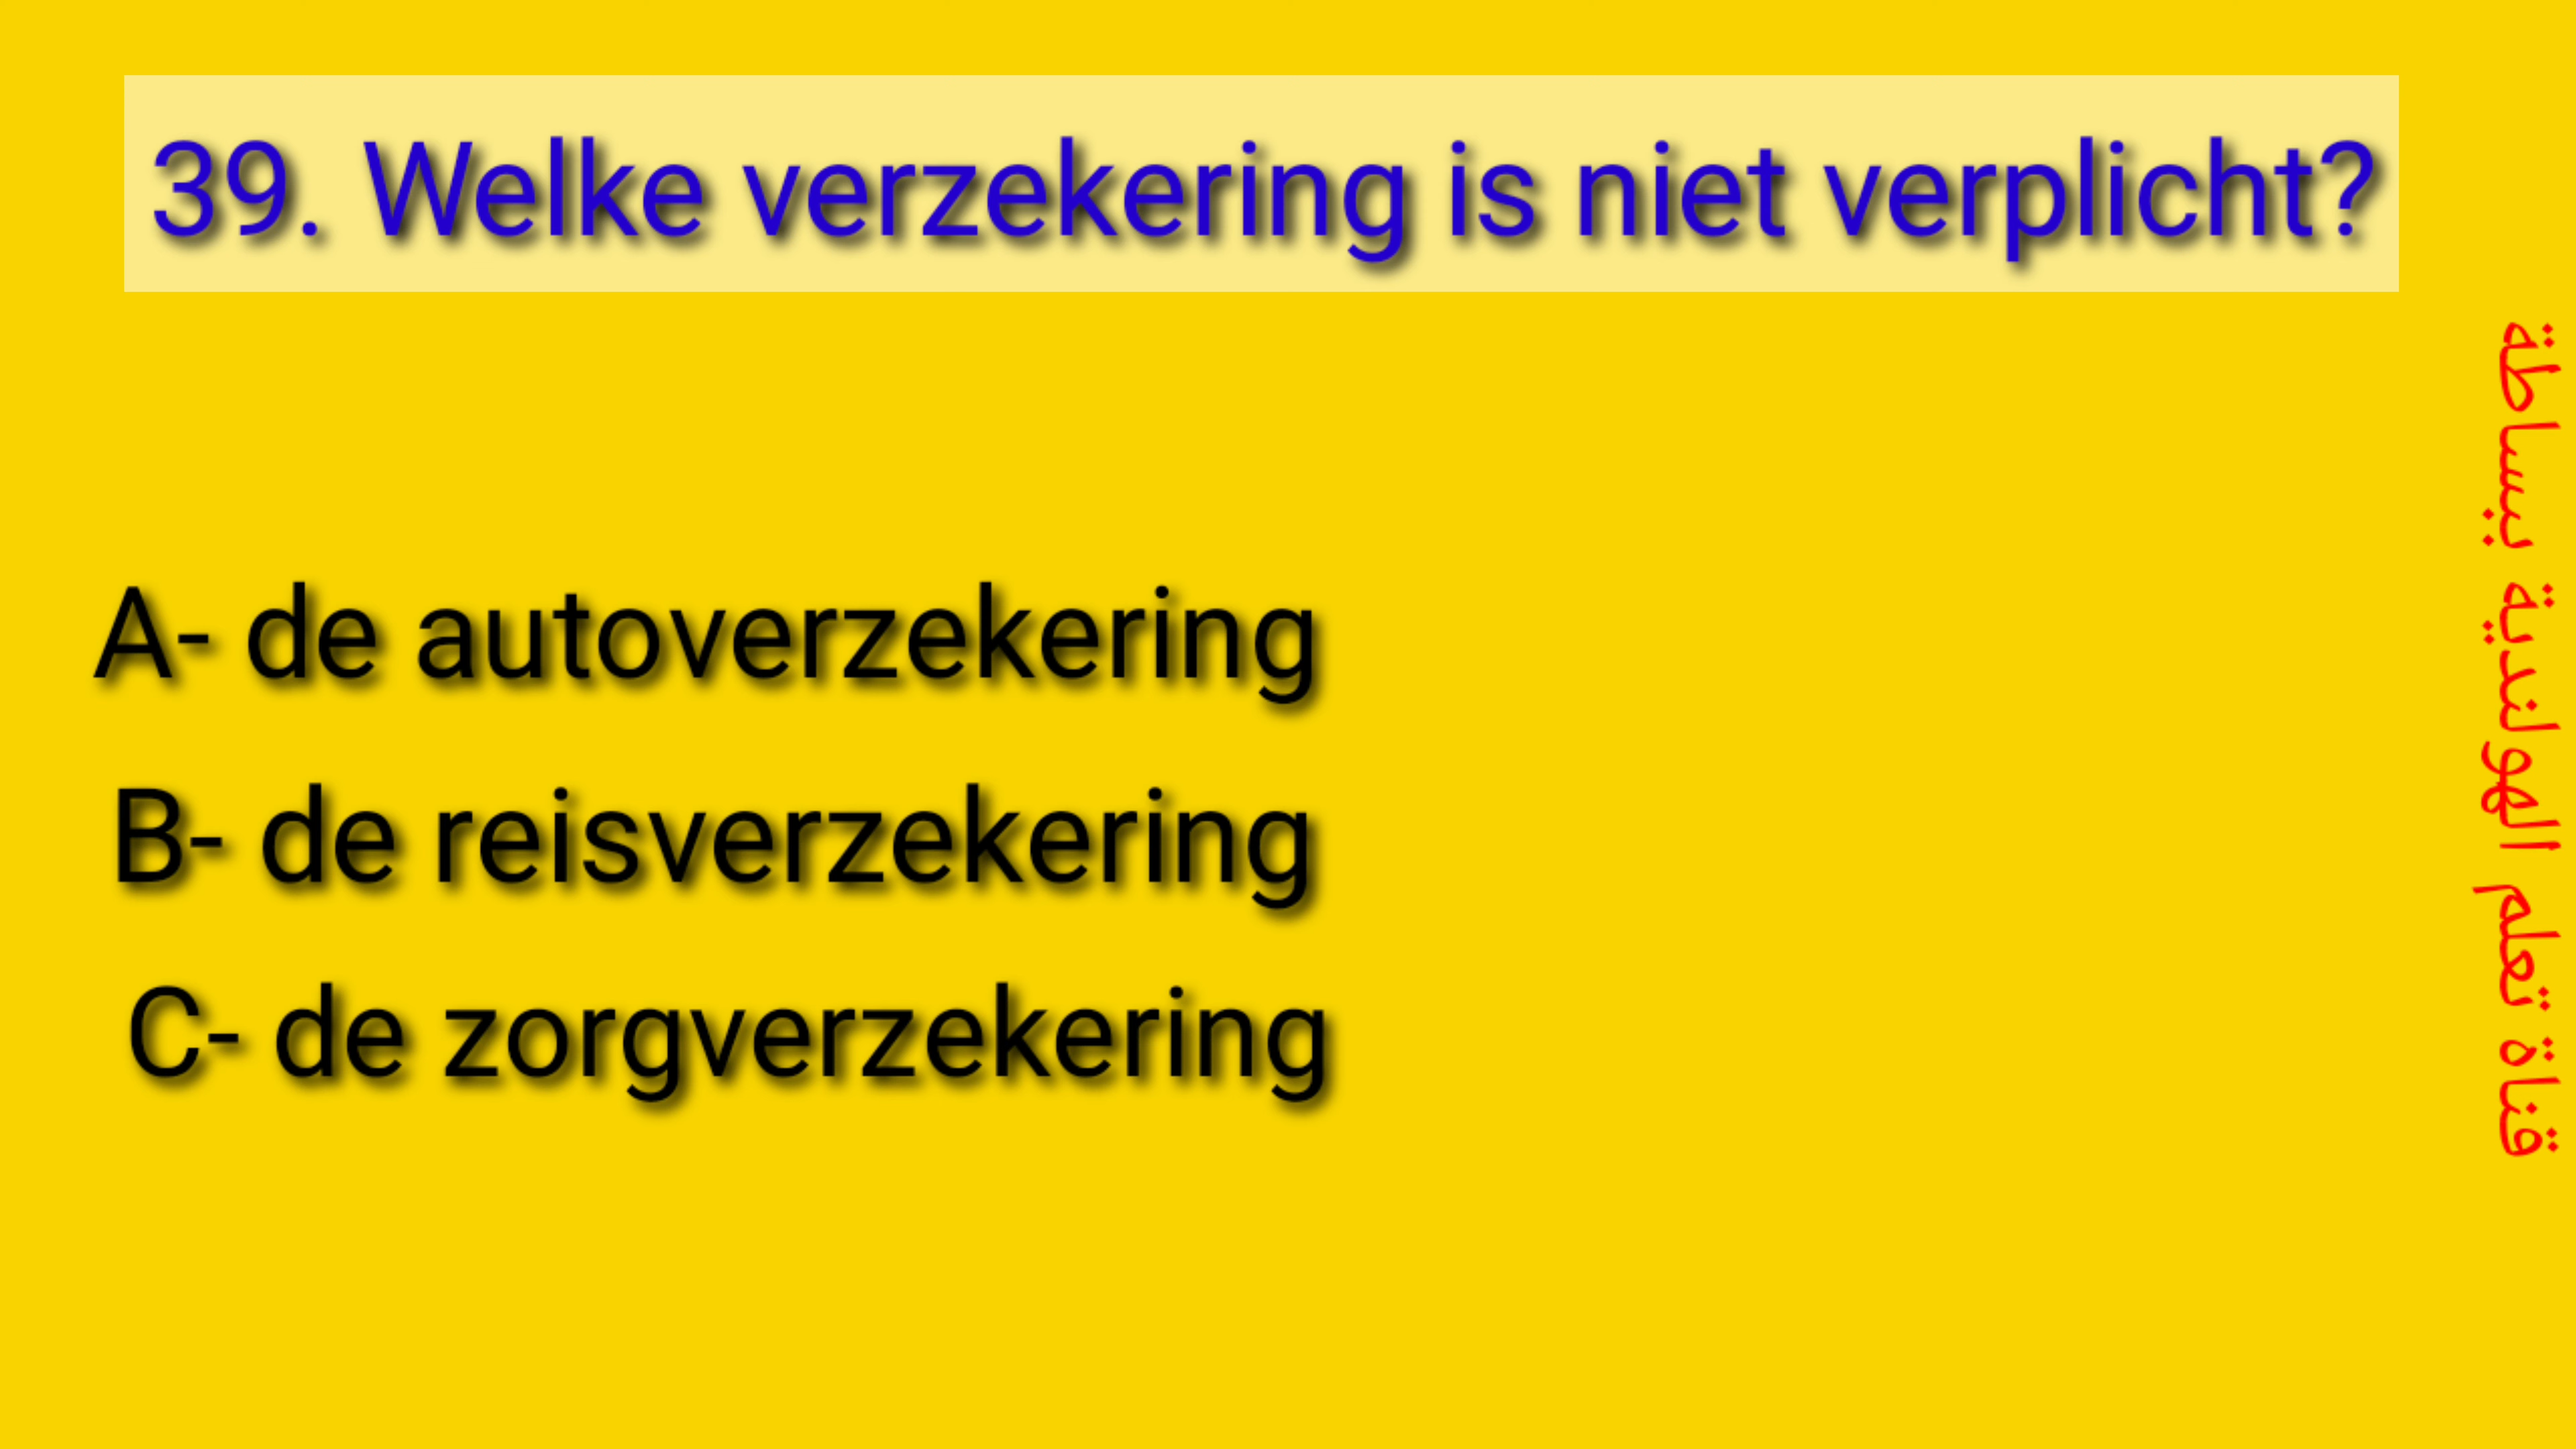 39. Welke verzekering is niet verplicht?
A- de autoverzekering
B- de reisverzekering
C- de zorgverzekering
قناة تعلم الهولندية ببساطة